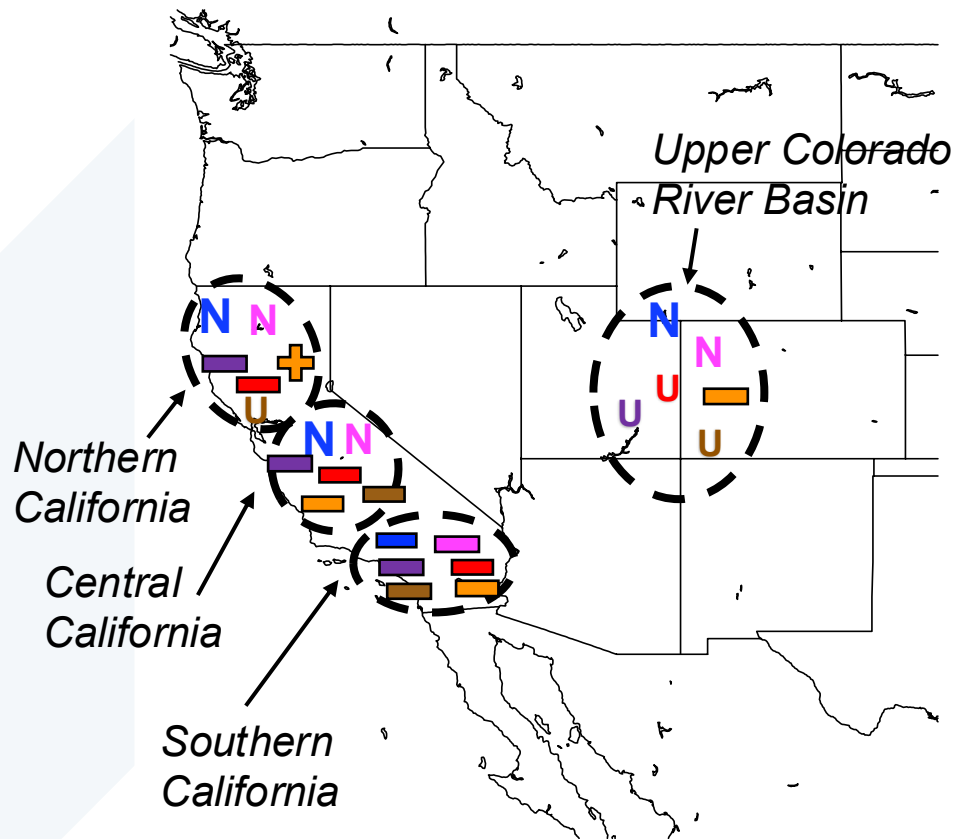 Upper Colorado
River Basin
N
N
N N
U
U
U
U
N N
Northern
California
Central
California
Southern
California